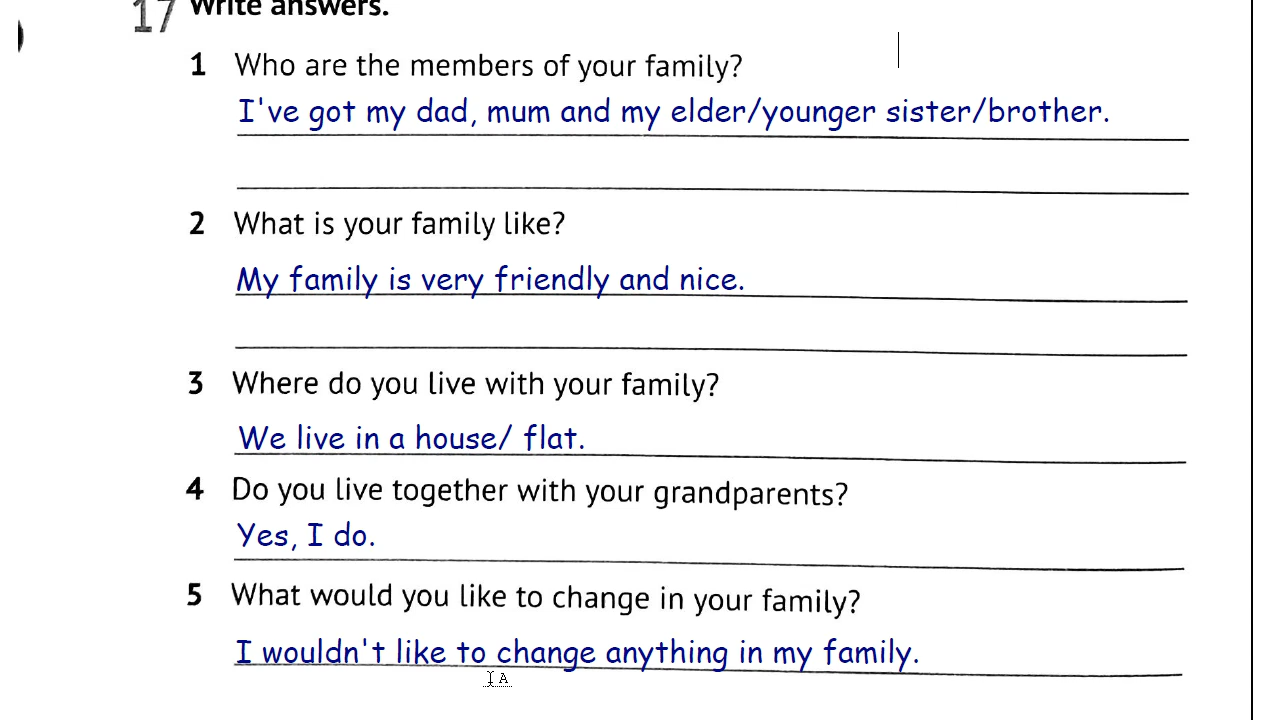 17 Write answers.
1 Who are the members of your family?
I've got my dad, mum and my elder/younger sister/brother.
2 What is your family like?
My family is very friendly and nice.
3 Where do you live with your family?
We live in a house/ flat.
4 Do you live together with your grandparents?
Yes, I do.
5 What would you like to change in your family?
I wouldn't like to change anything in my family.
A